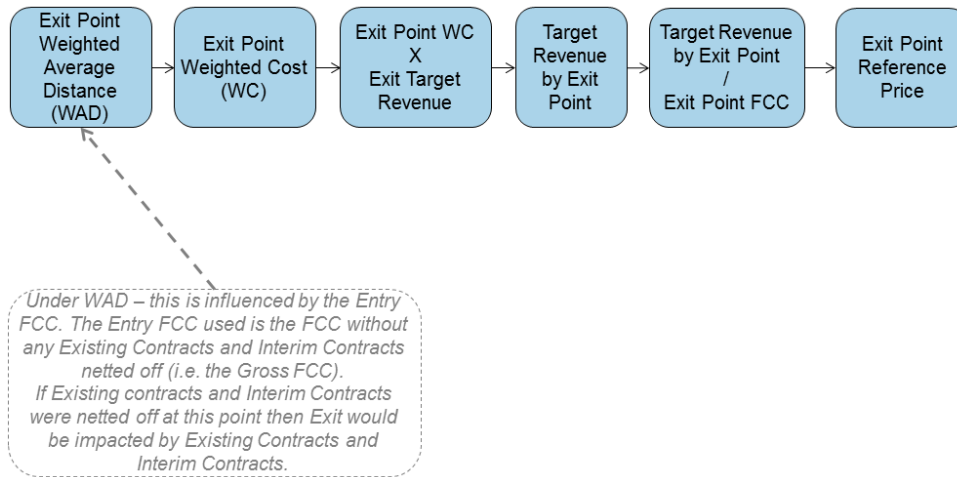 Exit Point
Weighted
Average
Distance
(WAD)
Exit Point
Weighted Cost
(WC)
Exit Point WC
X
Exit Target
Revenue
Target
Revenue
by Exit
Point
Target Revenue
by Exit Point
/
Exit Point FCC
Exit Point
Reference
Price
Under WAD – this is influenced by the Entry
FCC. The Entry FCC used is the FCC without
any Existing Contracts and Interim Contracts
netted off (i.e. the Gross FCC).
If Existing contracts and Interim Contracts
were netted off at this point then Exit would
be impacted by Existing Contracts and
Interim Contracts.